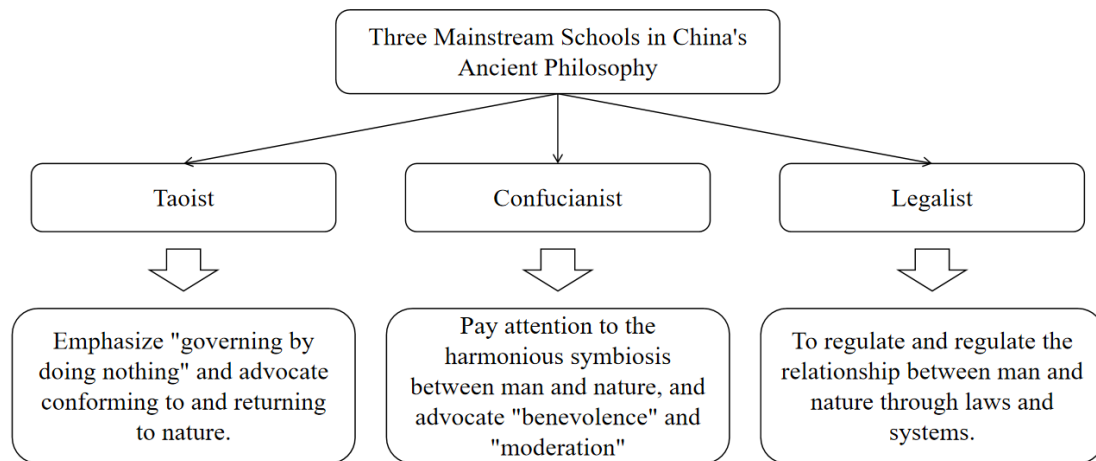 Three Mainstream Schools in China's
Ancient Philosophy
Taoist
Confucianist
Legalist
Emphasize "governing by
doing nothing" and advocate
conforming to and returning
to nature.
Pay attention to the
harmonious symbiosis
between man and nature, and
advocate "benevolence" and
"moderation"
To regulate and regulate the
relationship between man and
nature through laws and
systems.